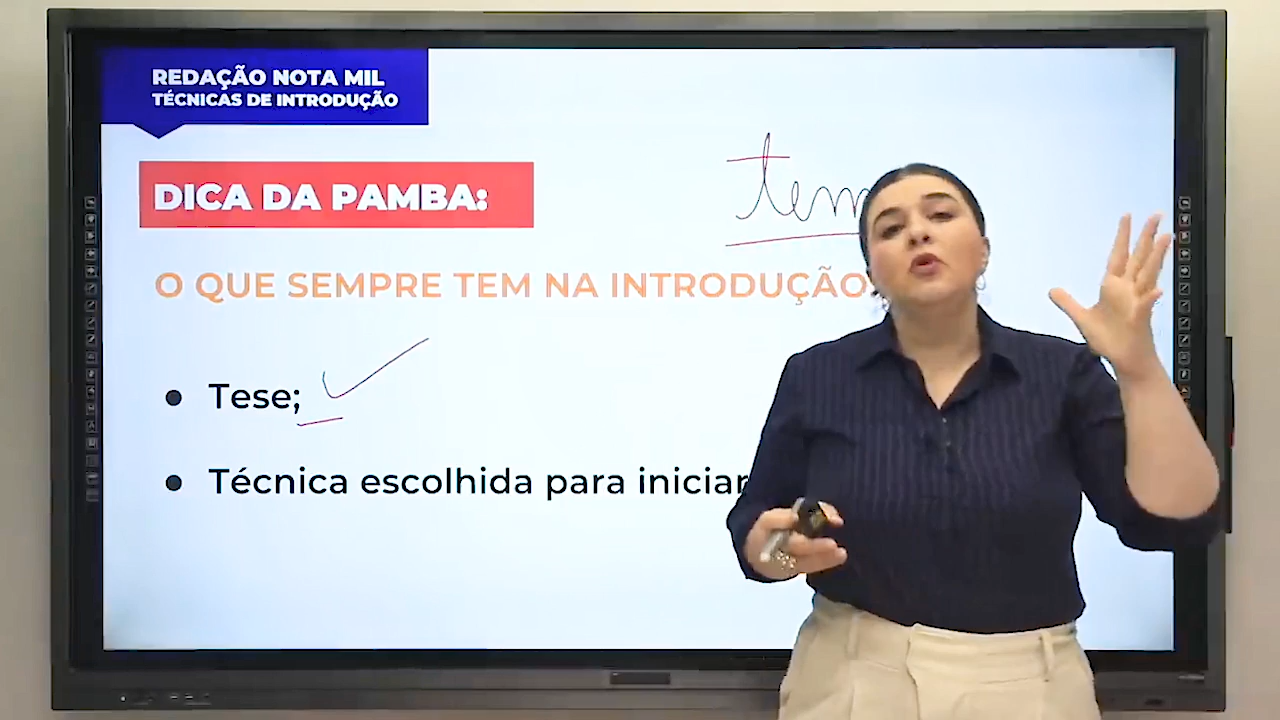 REDAÇÃO NOTA MIL
TÉCNICAS DE INTRODUÇÃO
DICA DA PAMBA:
tem
O QUE SEMPRE TEM NA INTRODUÇÃO
Tese;
Técnica escolhida para iniciar